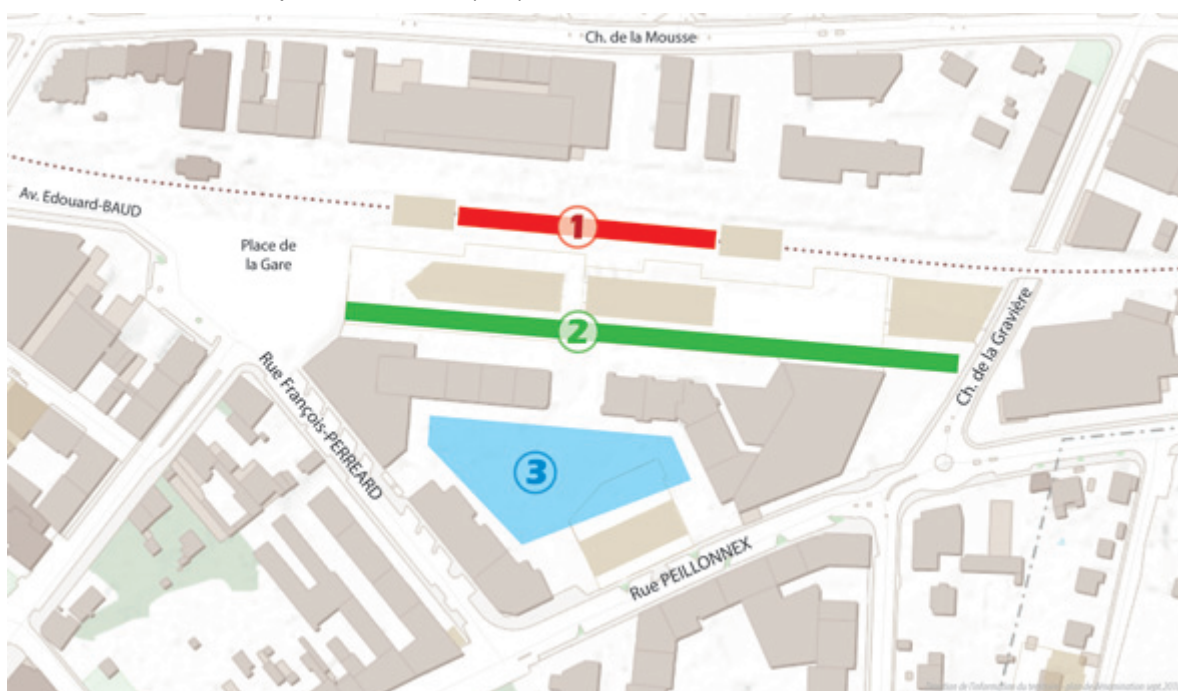 Ch. de la Mousse
Av. Edouard-BAUD
1
Place de
la Gare
2
Ch. de la Gravière
Rue François-PERREARD
3
Rue PEILLONNEX